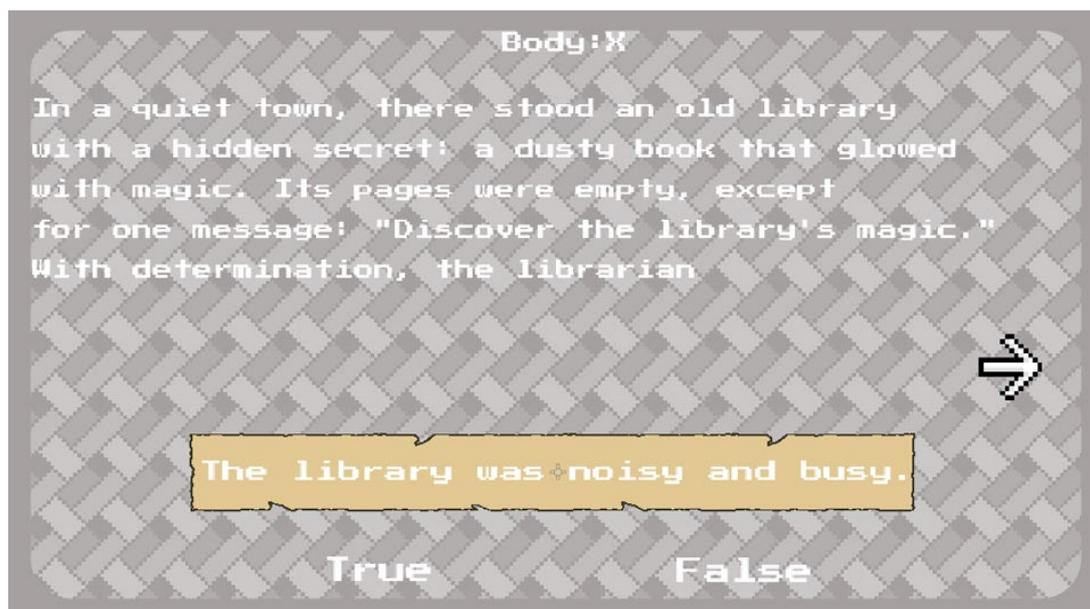 Body:X
In a quiet town, there stood an old library
with a hidden secret: a dusty book that glowed
with magic. Its pages were empty, except
for one message: "Discover the library's magic."
With determination, the librarian
The library was noisy and busy.
True False